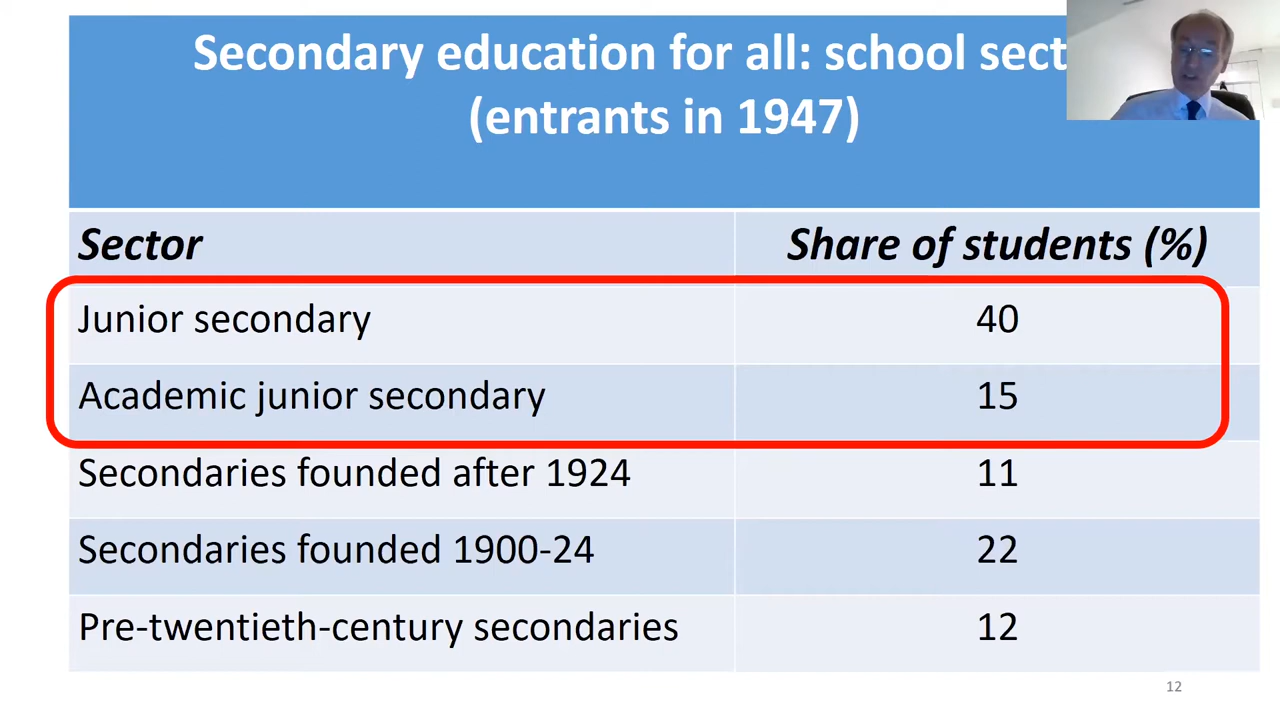 Secondary education for all: school
(entrants in 1947)
Sector Share of students (%)
Junior secondary 40
Academic junior secondary 15
Secondaries founded after 1924 11
Secondaries founded 1900-24 22
Pre-twentieth-century secondaries 12
12